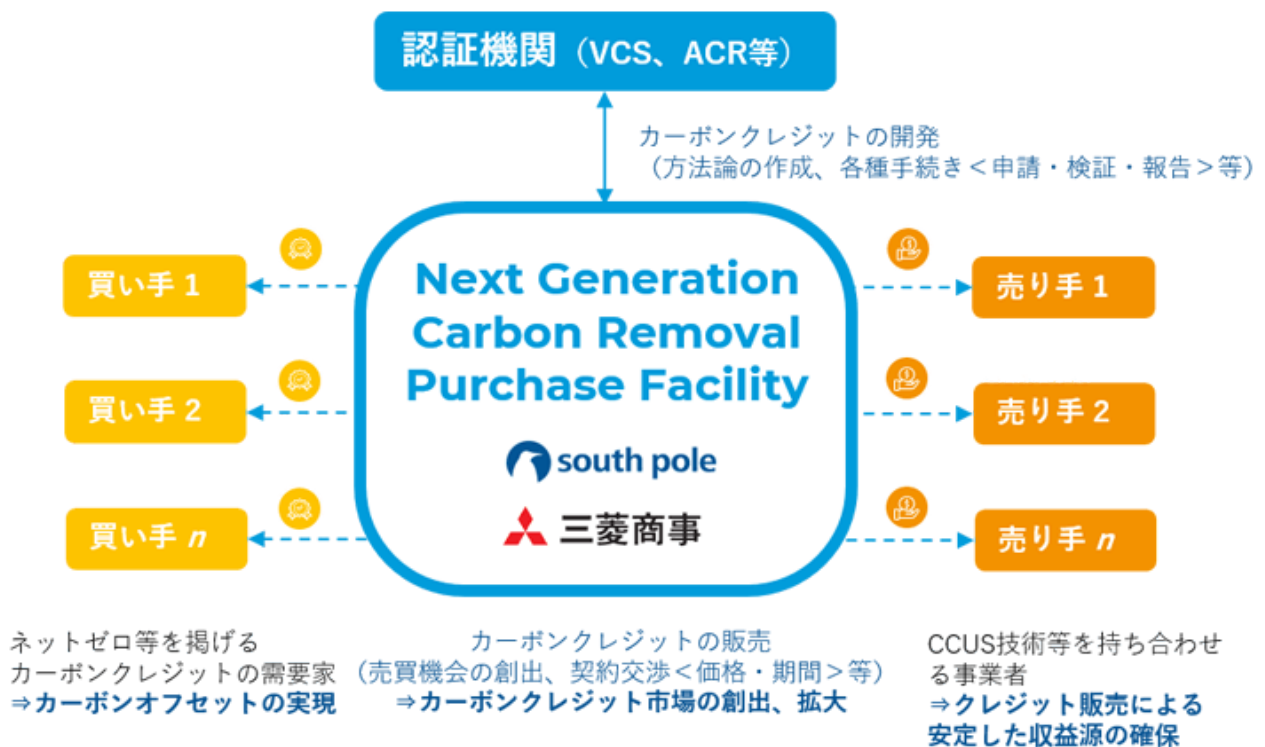 認証機関（VCS、ACR等）
カーボンクレジットの開発
（方法論の作成、各種手続き＜申請・検証・報告＞等）
買い手 1
買い手 2
買い手 n
Next Generation
Carbon Removal
Purchase Facility
south pole
三菱商事
売り手 1
売り手 2
売り手 n
ネットゼロ等を掲げる
カーボンクレジットの需要家
⇒カーボンオフセットの実現
カーボンクレジットの販売
（売買機会の創出、契約交渉＜価格・期間＞等）
⇒カーボンクレジット市場の創出、拡大
CCUS技術等を持ち合わせ
る事業者
⇒クレジット販売による
安定した収益源の確保